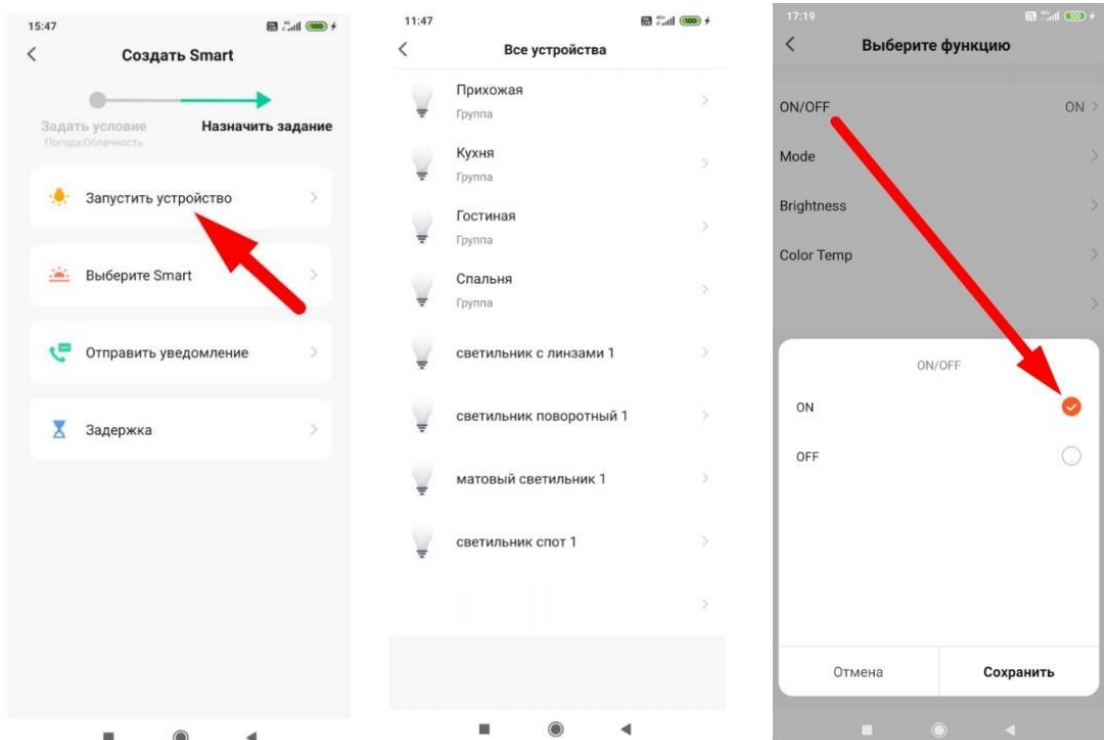 15:47
100
Создать Smart
Задать условие
Назначить задание
Погода:Облачность
Запустить устройство
Выберите Smart
Отправить уведомление
Задержка
11:47
100
Все устройства
Прихожая
Группа
Кухня
Группа
Гостиная
Группа
Спальня
Группа
светильник с линзами 1
светильник поворотный 1
матовый светильник 1
светильник спот 1
17:19
100
Выберите функцию
ON/OFF
ON
Mode
Brightness
Color Temp
ON/OFF
ON
OFF
Отмена
Сохранить